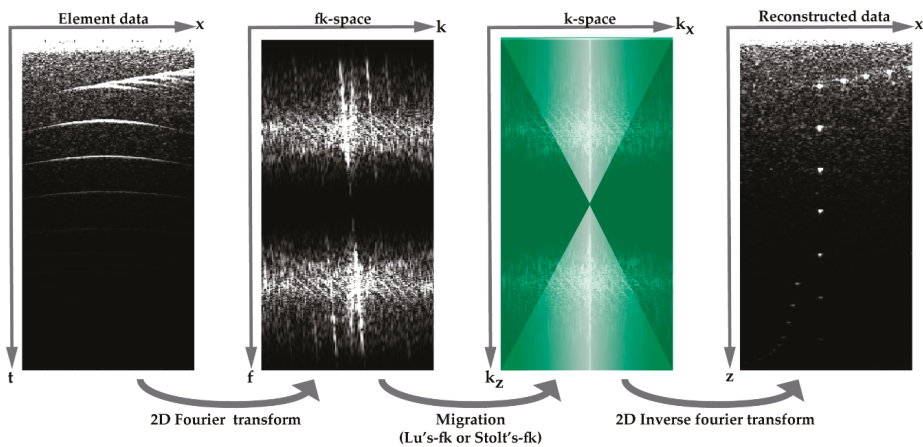 Element data
x
t
fk-space
k
f
k-space
kx
kz
Reconstructed data
x
z
2D Fourier transform
Migration
(Lu's-fk or Stolt's-fk)
2D Inverse fourier transform